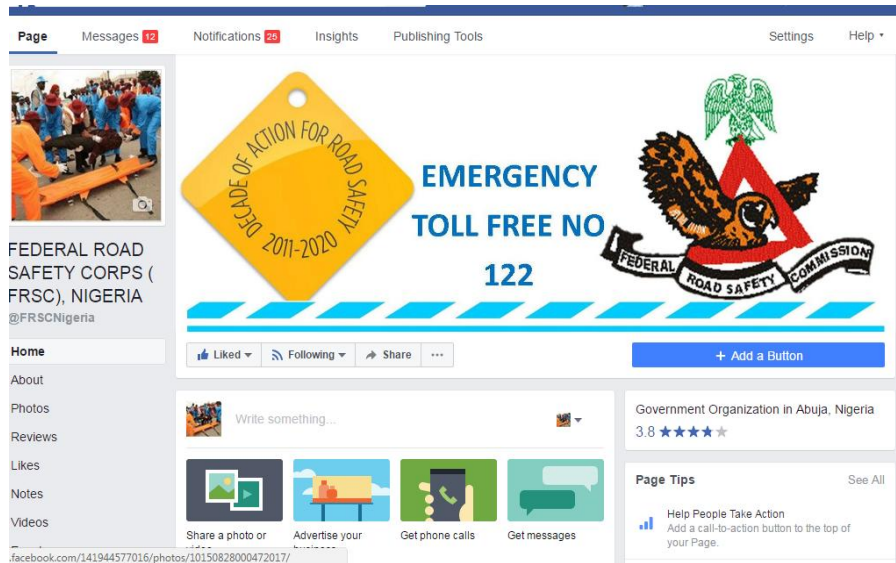 Page Messages 12 Notifications 25 Insights Publishing Tools Settings Help
DECADE OF ACTION FOR ROAD SAFETY
2011-2020
EMERGENCY
TOLL FREE NO
122
FEDERAL ROAD SAFETY COMMISSION
FEDERAL ROAD
SAFETY CORPS (
FRSC), NIGERIA
@FRSCNigeria
Home
About
Photos
Reviews
Likes
Notes
Videos
Liked Following Share ...
+ Add a Button
Write something...
Share a photo or
Advertise your
Get phone calls
Get messages
Government Organization in Abuja, Nigeria
3.8
Page Tips See All
Help People Take Action
Add a call-to-action button to the top of
your Page.
.facebook.com/141944577016/photos/10150828000472017/